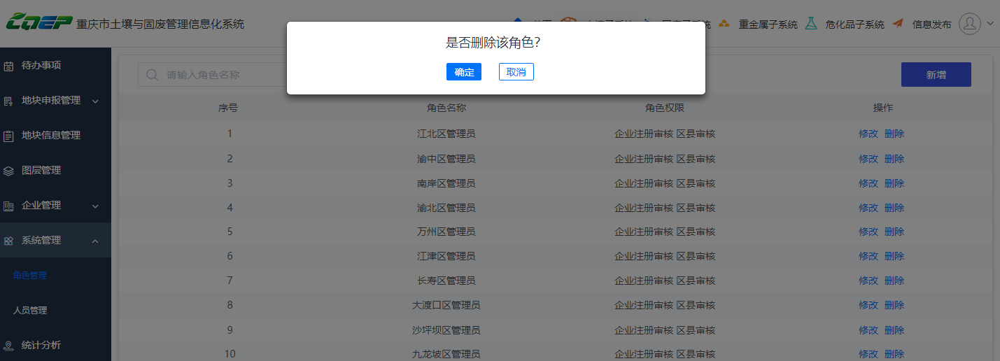 CQEP 重庆市土壤与固废管理信息化系统
重金属子系统 危化品子系统 信息发布
是否删除该角色?
确定 取消
待办事项
地块申报管理
地块信息管理
图层管理
企业管理
系统管理
角色管理
人员管理
统计分析
请输入角色名称
新增
序号 角色名称 角色权限 操作
1 江北区管理员 企业注册审核 区县审核 修改 删除
2 渝中区管理员 企业注册审核 区县审核 修改 删除
3 南岸区管理员 企业注册审核 区县审核 修改 删除
4 渝北区管理员 企业注册审核 区县审核 修改 删除
5 万州区管理员 企业注册审核 区县审核 修改 删除
6 江津区管理员 企业注册审核 区县审核 修改 删除
7 长寿区管理员 企业注册审核 区县审核 修改 删除
8 大渡口区管理员 企业注册审核 区县审核 修改 删除
9 沙坪坝区管理员 企业注册审核 区县审核 修改 删除
10 九龙坡区管理员 企业注册审核 区县审核 修改 删除